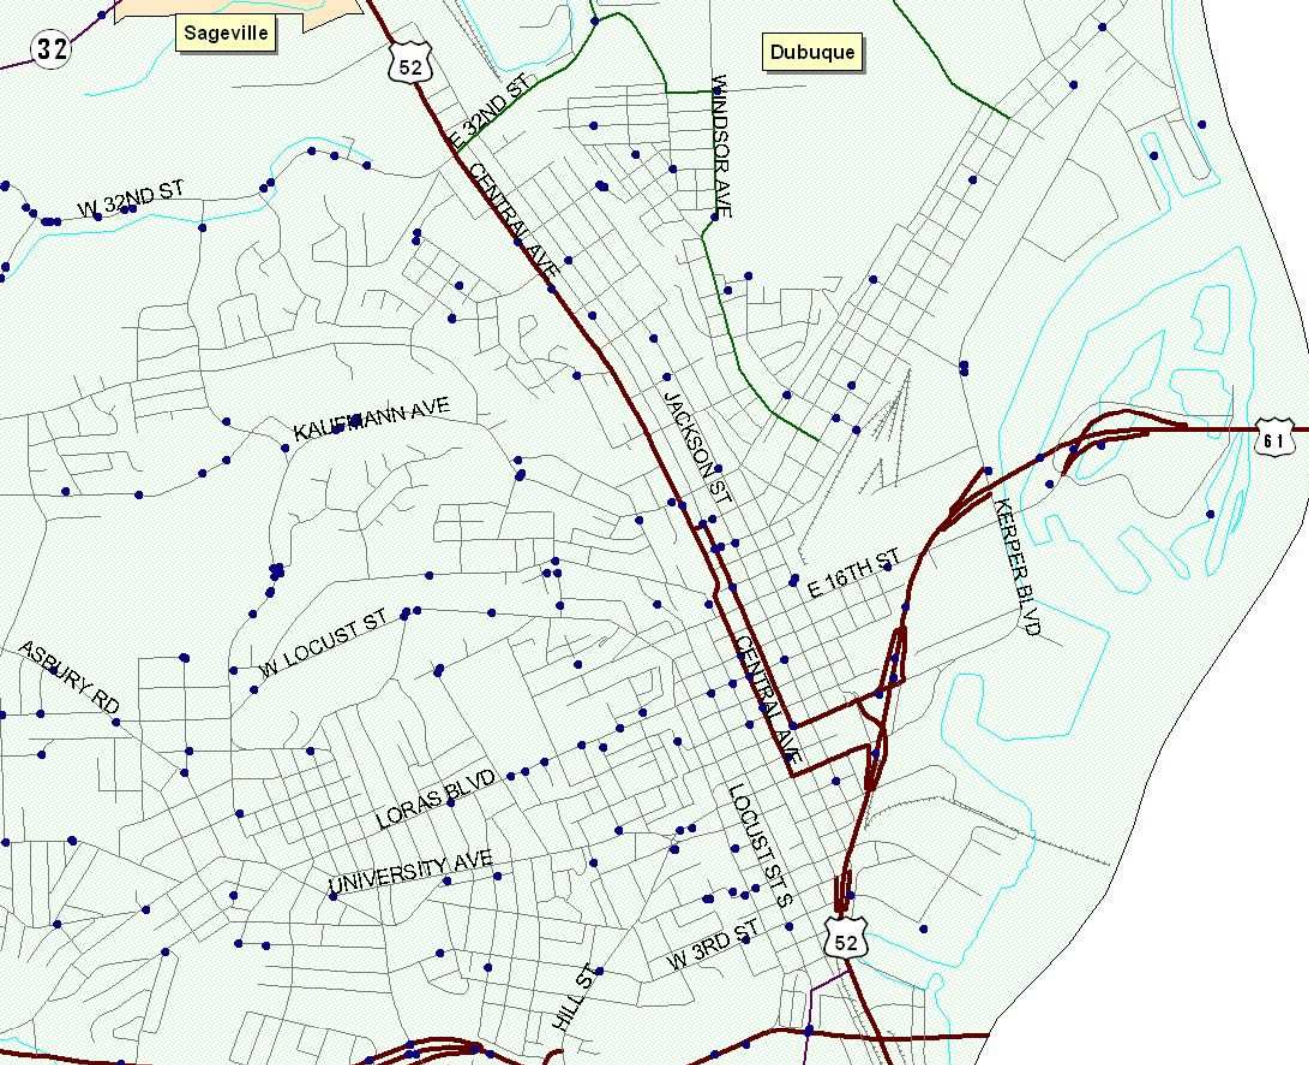 Sageville
Dubuque
32
52
E 32ND ST
WINDSOR AVE
CENTRAL AVE
W 32ND ST
KAUFMANN AVE
JACKSON ST
61
KERPER BLVD
E 16TH ST
W LOCUST ST
ASBURY RD
CENTRAL AVE
LORAS BLVD
LOCUST ST S
UNIVERSITY AVE
W 3RD ST
52
HILL ST